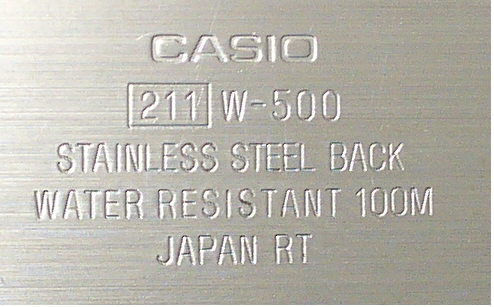 CASIO
211 W-500
STAINLESS STEEL BACK
WATER RESISTANT 100M
JAPAN RT